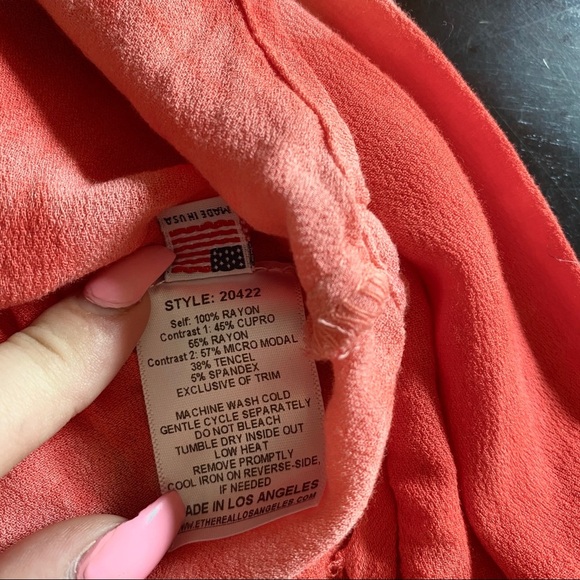 MADE IN USA
STYLE: 20422
Self: 100% RAYON
Contrast 1: 45% CUPRO
55% RAYON
Contrast 2: 57% MICRO MODAL
38% TENCEL
5% SPANDEX
EXCLUSIVE OF TRIM
MACHINE WASH COLD
GENTLE CYCLE SEPARATELY
DO NOT BLEACH
TUMBLE DRY INSIDE OUT
LOW HEAT
REMOVE PROMPTLY
COOL IRON ON REVERSE-SIDE,
IF NEEDED
MADE IN LOS ANGELES
WWW.ETHEREALLOSANGELES.COM